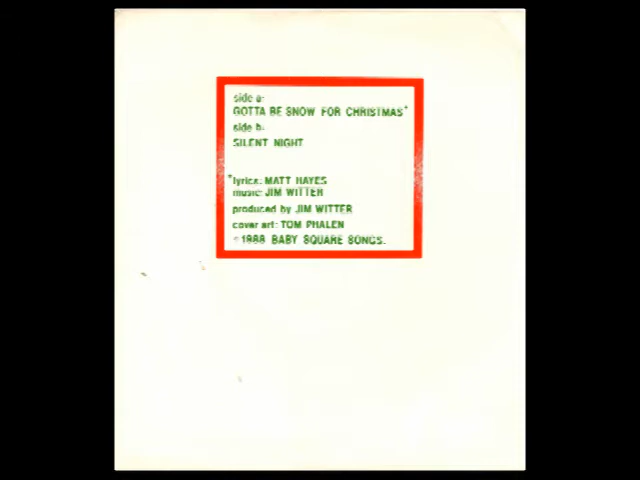 side a:
GOTTA BE SNOW FOR CHRISTMAS*
side b:
SILENT NIGHT
*lyrics: MATT HAYES
music: JIM WITTER
produced by JIM WITTER
cover art: TOM PHALEN
©1988 BABY SQUARE SONGS.